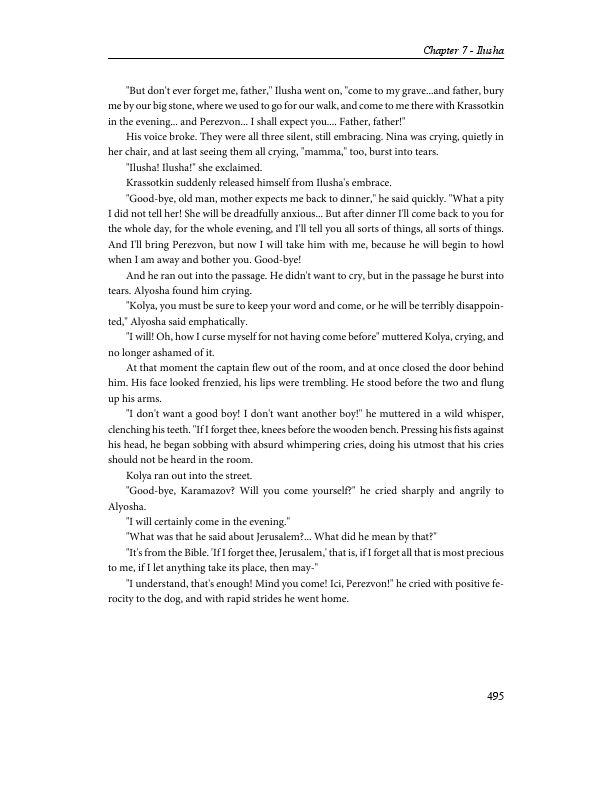 Chapter 7 - Ilusha
"But don't ever forget me, father," Ilusha went on, "come to my grave...and father, bury
me by our big stone, where we used to go for our walk, and come to me there with Krassotkin
in the evening... and Perezvon... I shall expect you.... Father, father!"
His voice broke. They were all three silent, still embracing. Nina was crying, quietly in
her chair, and at last seeing them all crying, "mamma," too, burst into tears.
"Ilusha! Ilusha!" she exclaimed.
Krassotkin suddenly released himself from Ilusha's embrace.
"Good-bye, old man, mother expects me back to dinner," he said quickly. "What a pity
I did not tell her! She will be dreadfully anxious... But after dinner I'll come back to you for
the whole day, for the whole evening, and I'll tell you all sorts of things, all sorts of things.
And I'll bring Perezvon, but now I will take him with me, because he will begin to howl
when I am away and bother you. Good-bye!
And he ran out into the passage. He didn't want to cry, but in the passage he burst into
tears. Alyosha found him crying.
"Kolya, you must be sure to keep your word and come, or he will be terribly disappoin-
ted," Alyosha said emphatically.
"I will! Oh, how I curse myself for not having come before" muttered Kolya, crying, and
no longer ashamed of it.
At that moment the captain flew out of the room, and at once closed the door behind
him. His face looked frenzied, his lips were trembling. He stood before the two and flung
up his arms.
"I don't want a good boy! I don't want another boy!" he muttered in a wild whisper,
clenching his teeth. "If I forget thee, knees before the wooden bench. Pressing his fists against
his head, he began sobbing with absurd whimpering cries, doing his utmost that his cries
should not be heard in the room.
Kolya ran out into the street.
"Good-bye, Karamazov? Will you come yourself?" he cried sharply and angrily to
Alyosha.
"I will certainly come in the evening."
"What was that he said about Jerusalem?... What did he mean by that?"
"It's from the Bible. 'If I forget thee, Jerusalem,' that is, if I forget all that is most precious
to me, if I let anything take its place, then may-"
"I understand, that's enough! Mind you come! Ici, Perezvon!" he cried with positive fe-
rocity to the dog, and with rapid strides he went home.
495